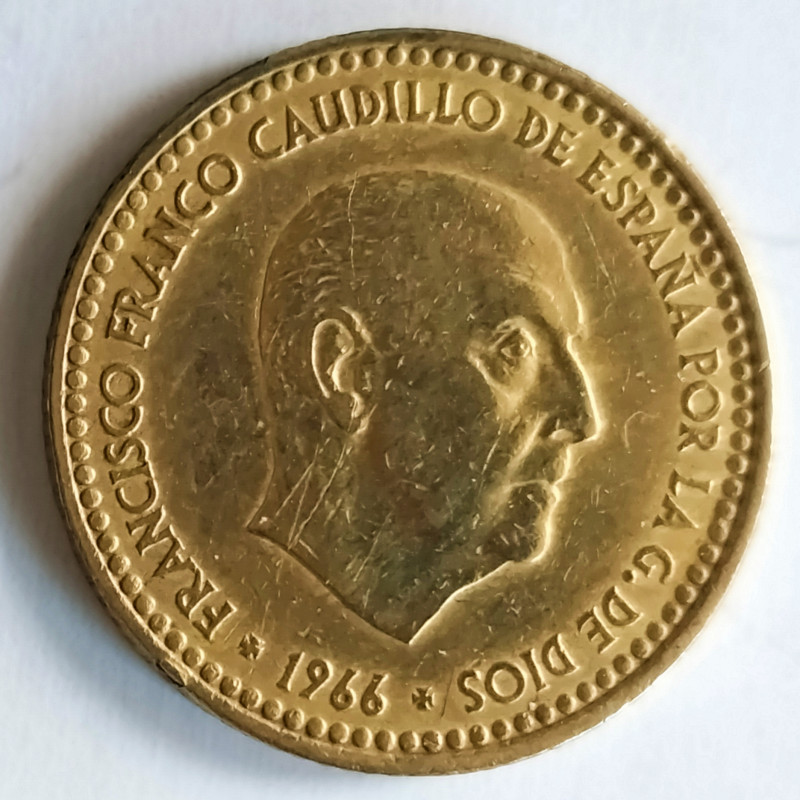 FRANCISCO FRANCO CAUDILLO DE ESPAÑA POR LA G. DE DIOS
1966